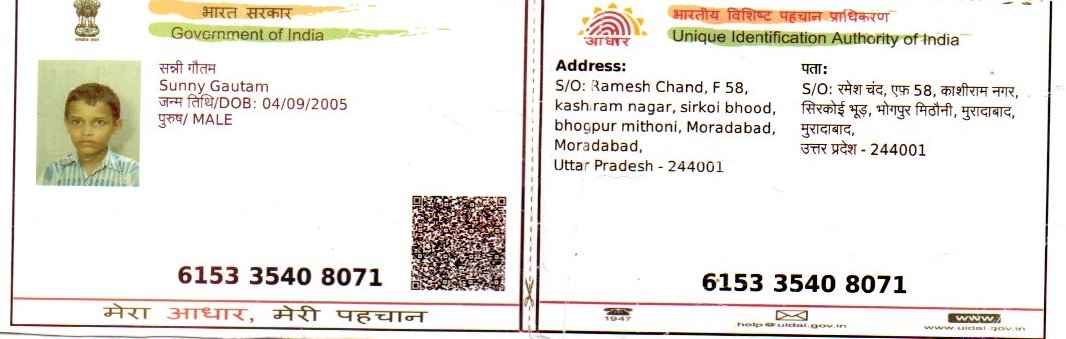 भारत सरकार
Government of India
सन्नी गौतम
Sunny Gautam
जन्म तिथि/DOB: 04/09/2005
पुरुष/ MALE
6153 3540 8071
मेरा आधार, मेरी पहचान
भारतीय विशिष्ट पहचान प्राधिकरण
Unique Identification Authority of India
आधार
Address:
S/O: Ramesh Chand, F 58,
kashiram nagar, sirkoi bhood,
bhogpur mithoni, Moradabad,
Moradabad,
Uttar Pradesh - 244001
पता:
S/O: रमेश चंद, एफ़ 58, काशीराम नगर,
सिरकोई भूड़, भोगपुर मिठौनी, मुरादाबाद,
मुरादाबाद,
उत्तर प्रदेश - 244001
6153 3540 8071
1947
help@uidai.gov.in
www
www.uidai.gov.in